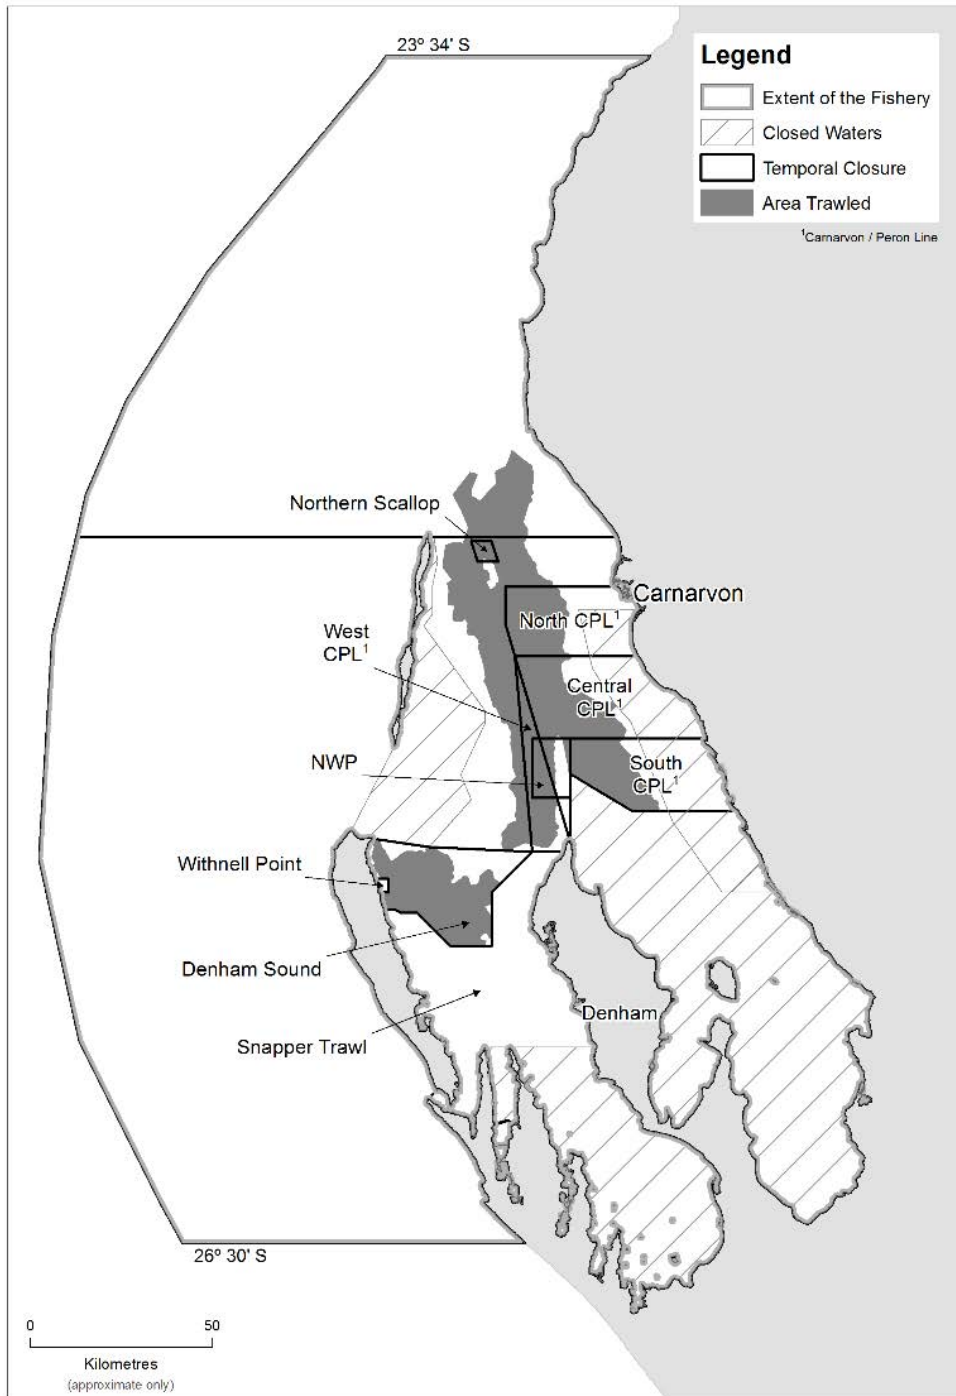 23° 34' S
Legend
Extent of the Fishery
Closed Waters
Temporal Closure
Area Trawled
¹Carnarvon / Peron Line
Northern Scallop
Carnarvon
North CPL¹
West
CPL¹
Central
CPL¹
NWP
South
CPL¹
Withnell Point
Denham Sound
Denham
Snapper Trawl
26° 30' S
0 50
Kilometres
(approximate only)